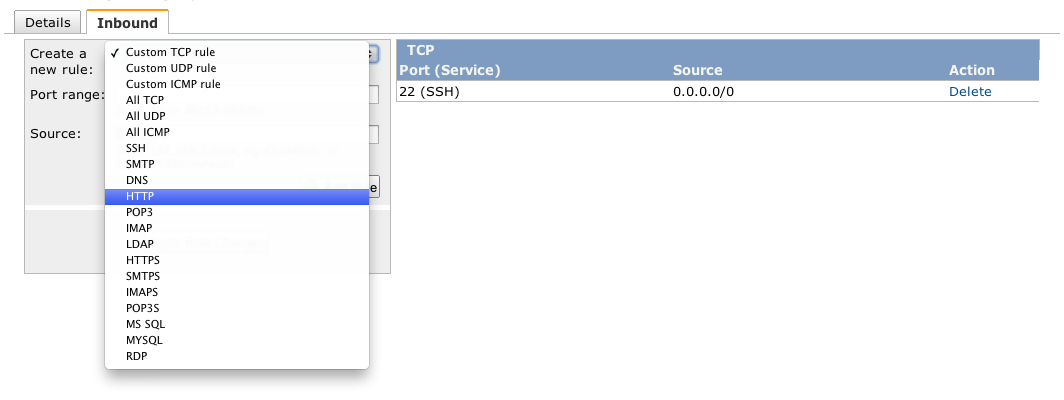 Details Inbound
Create a
new rule:
Port range:
Source:
✓ Custom TCP rule
Custom UDP rule
Custom ICMP rule
All TCP
All UDP
All ICMP
SSH
SMTP
DNS
HTTP
POP3
IMAP
LDAP
HTTPS
SMTPS
IMAPS
POP3S
MS SQL
MYSQL
RDP
TCP
Port (Service) Source Action
22 (SSH) 0.0.0.0/0 Delete